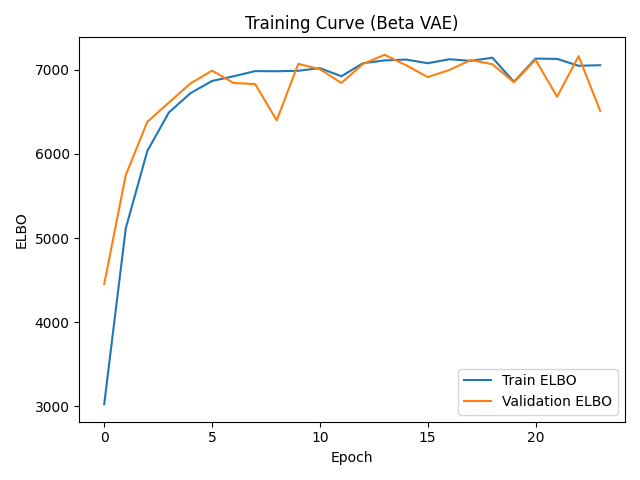 Training Curve (Beta VAE)
ELBO
7000
6000
5000
4000
3000
0
5
10
15
20
Epoch
Train ELBO
Validation ELBO